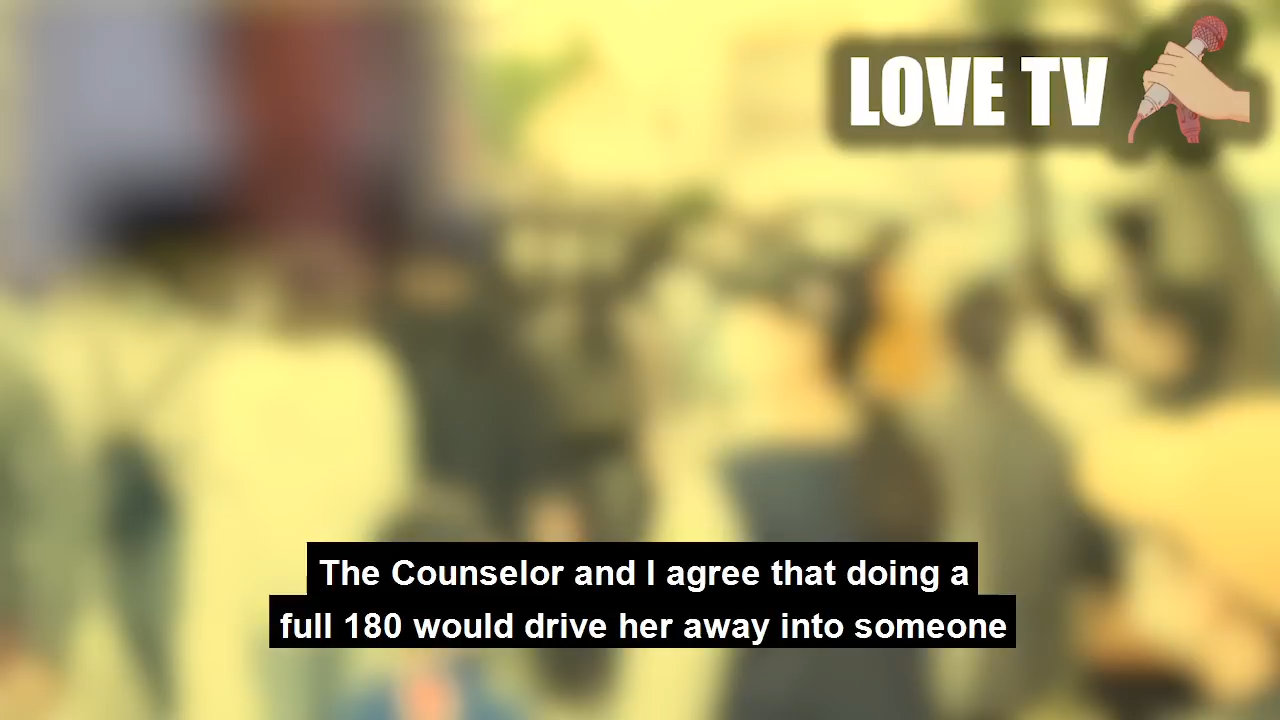 LOVE TV
The Counselor and I agree that doing a
full 180 would drive her away into someone